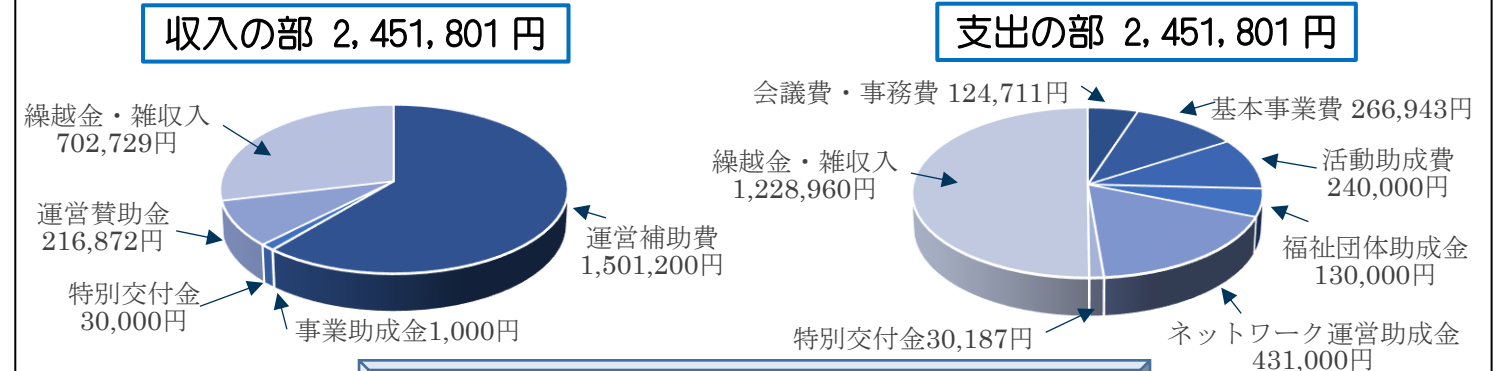 収入の部 2,451,801円
繰越金・雑収入
702,729円
運営賛助金
216,872円
特別交付金
30,000円
事業助成金1,000円
運営補助費
1,501,200円
支出の部 2,451,801円
会議費・事務費 124,711円
基本事業費 266,943円
繰越金・雑収入
1,228,960円
活動助成費
240,000円
福祉団体助成金
130,000円
特別交付金30,187円
ネットワーク運営助成金
431,000円